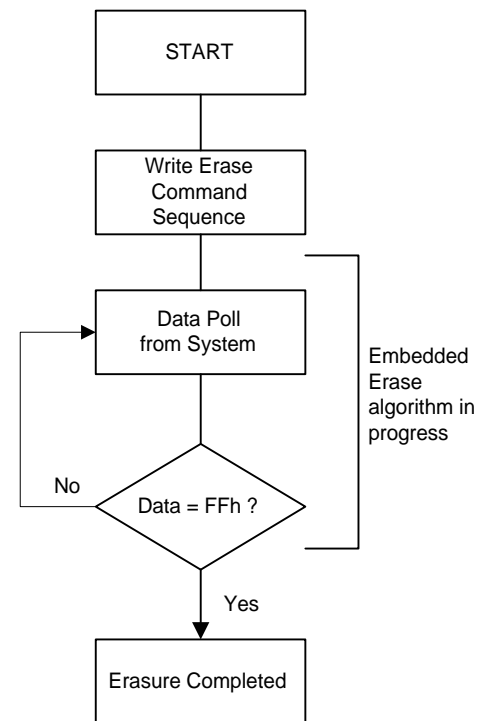 START
Write Erase
Command
Sequence
Data Poll
from System
Embedded
Erase
algorithm in
progress
No
Data = FFh ?
Yes
Erasure Completed